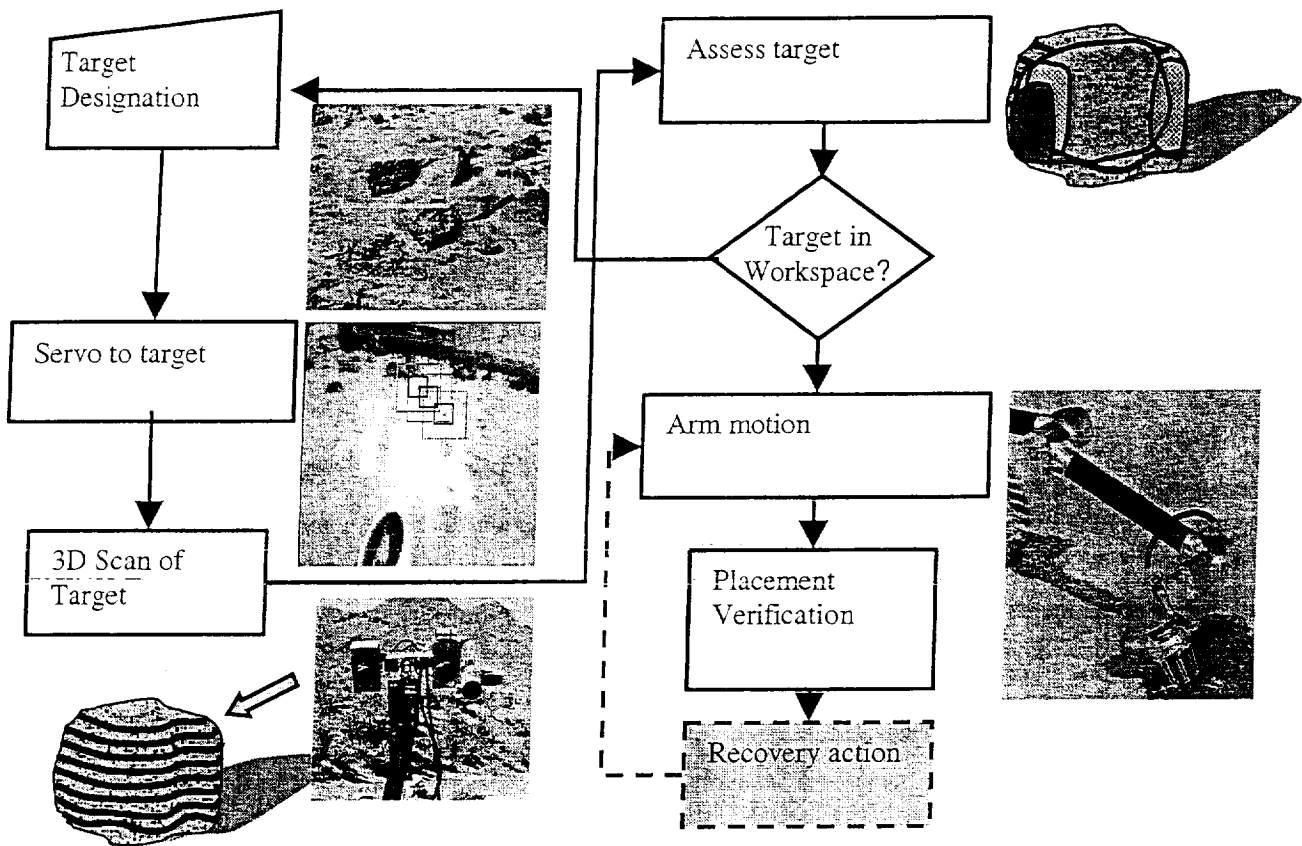 Target
Designation
Servo to target
3D Scan of
Target
Assess target
Target in
Workspace?
Arm motion
Placement
Verification
Recovery action